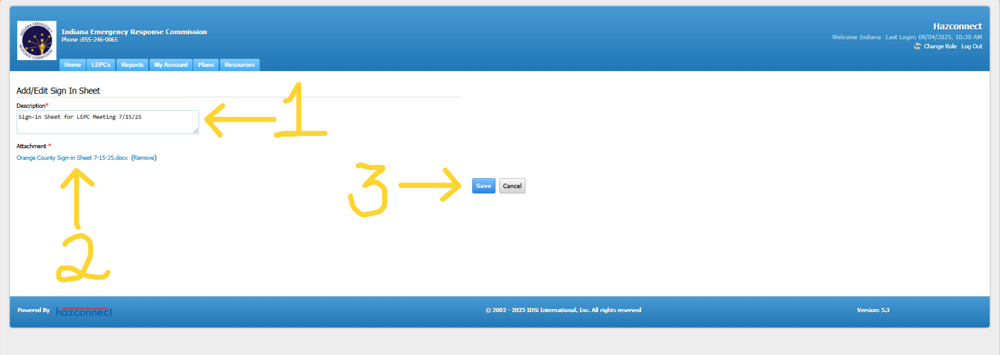 INDIANA EMERGENCY
RESPONSE COMMISSION
Indiana Emergency Response Commission
Phone :855-246-0065
Hazconnect
Welcome Indiana Last Login: 08/04/2025, 10:30 AM
Change Role Log Out
Home LEPCs Reports My Account Plans Resources
Add/Edit Sign In Sheet
Description*
Sign-in Sheet for LEPC Meeting 7/15/25
1
Attachment *
Orange County Sign-in Sheet 7-15-25.docx (Remove)
2
3
Save Cancel
Powered By hazconnect
© 2002 - 2025 IDSi International, Inc. All rights reserved
Version: 5.3